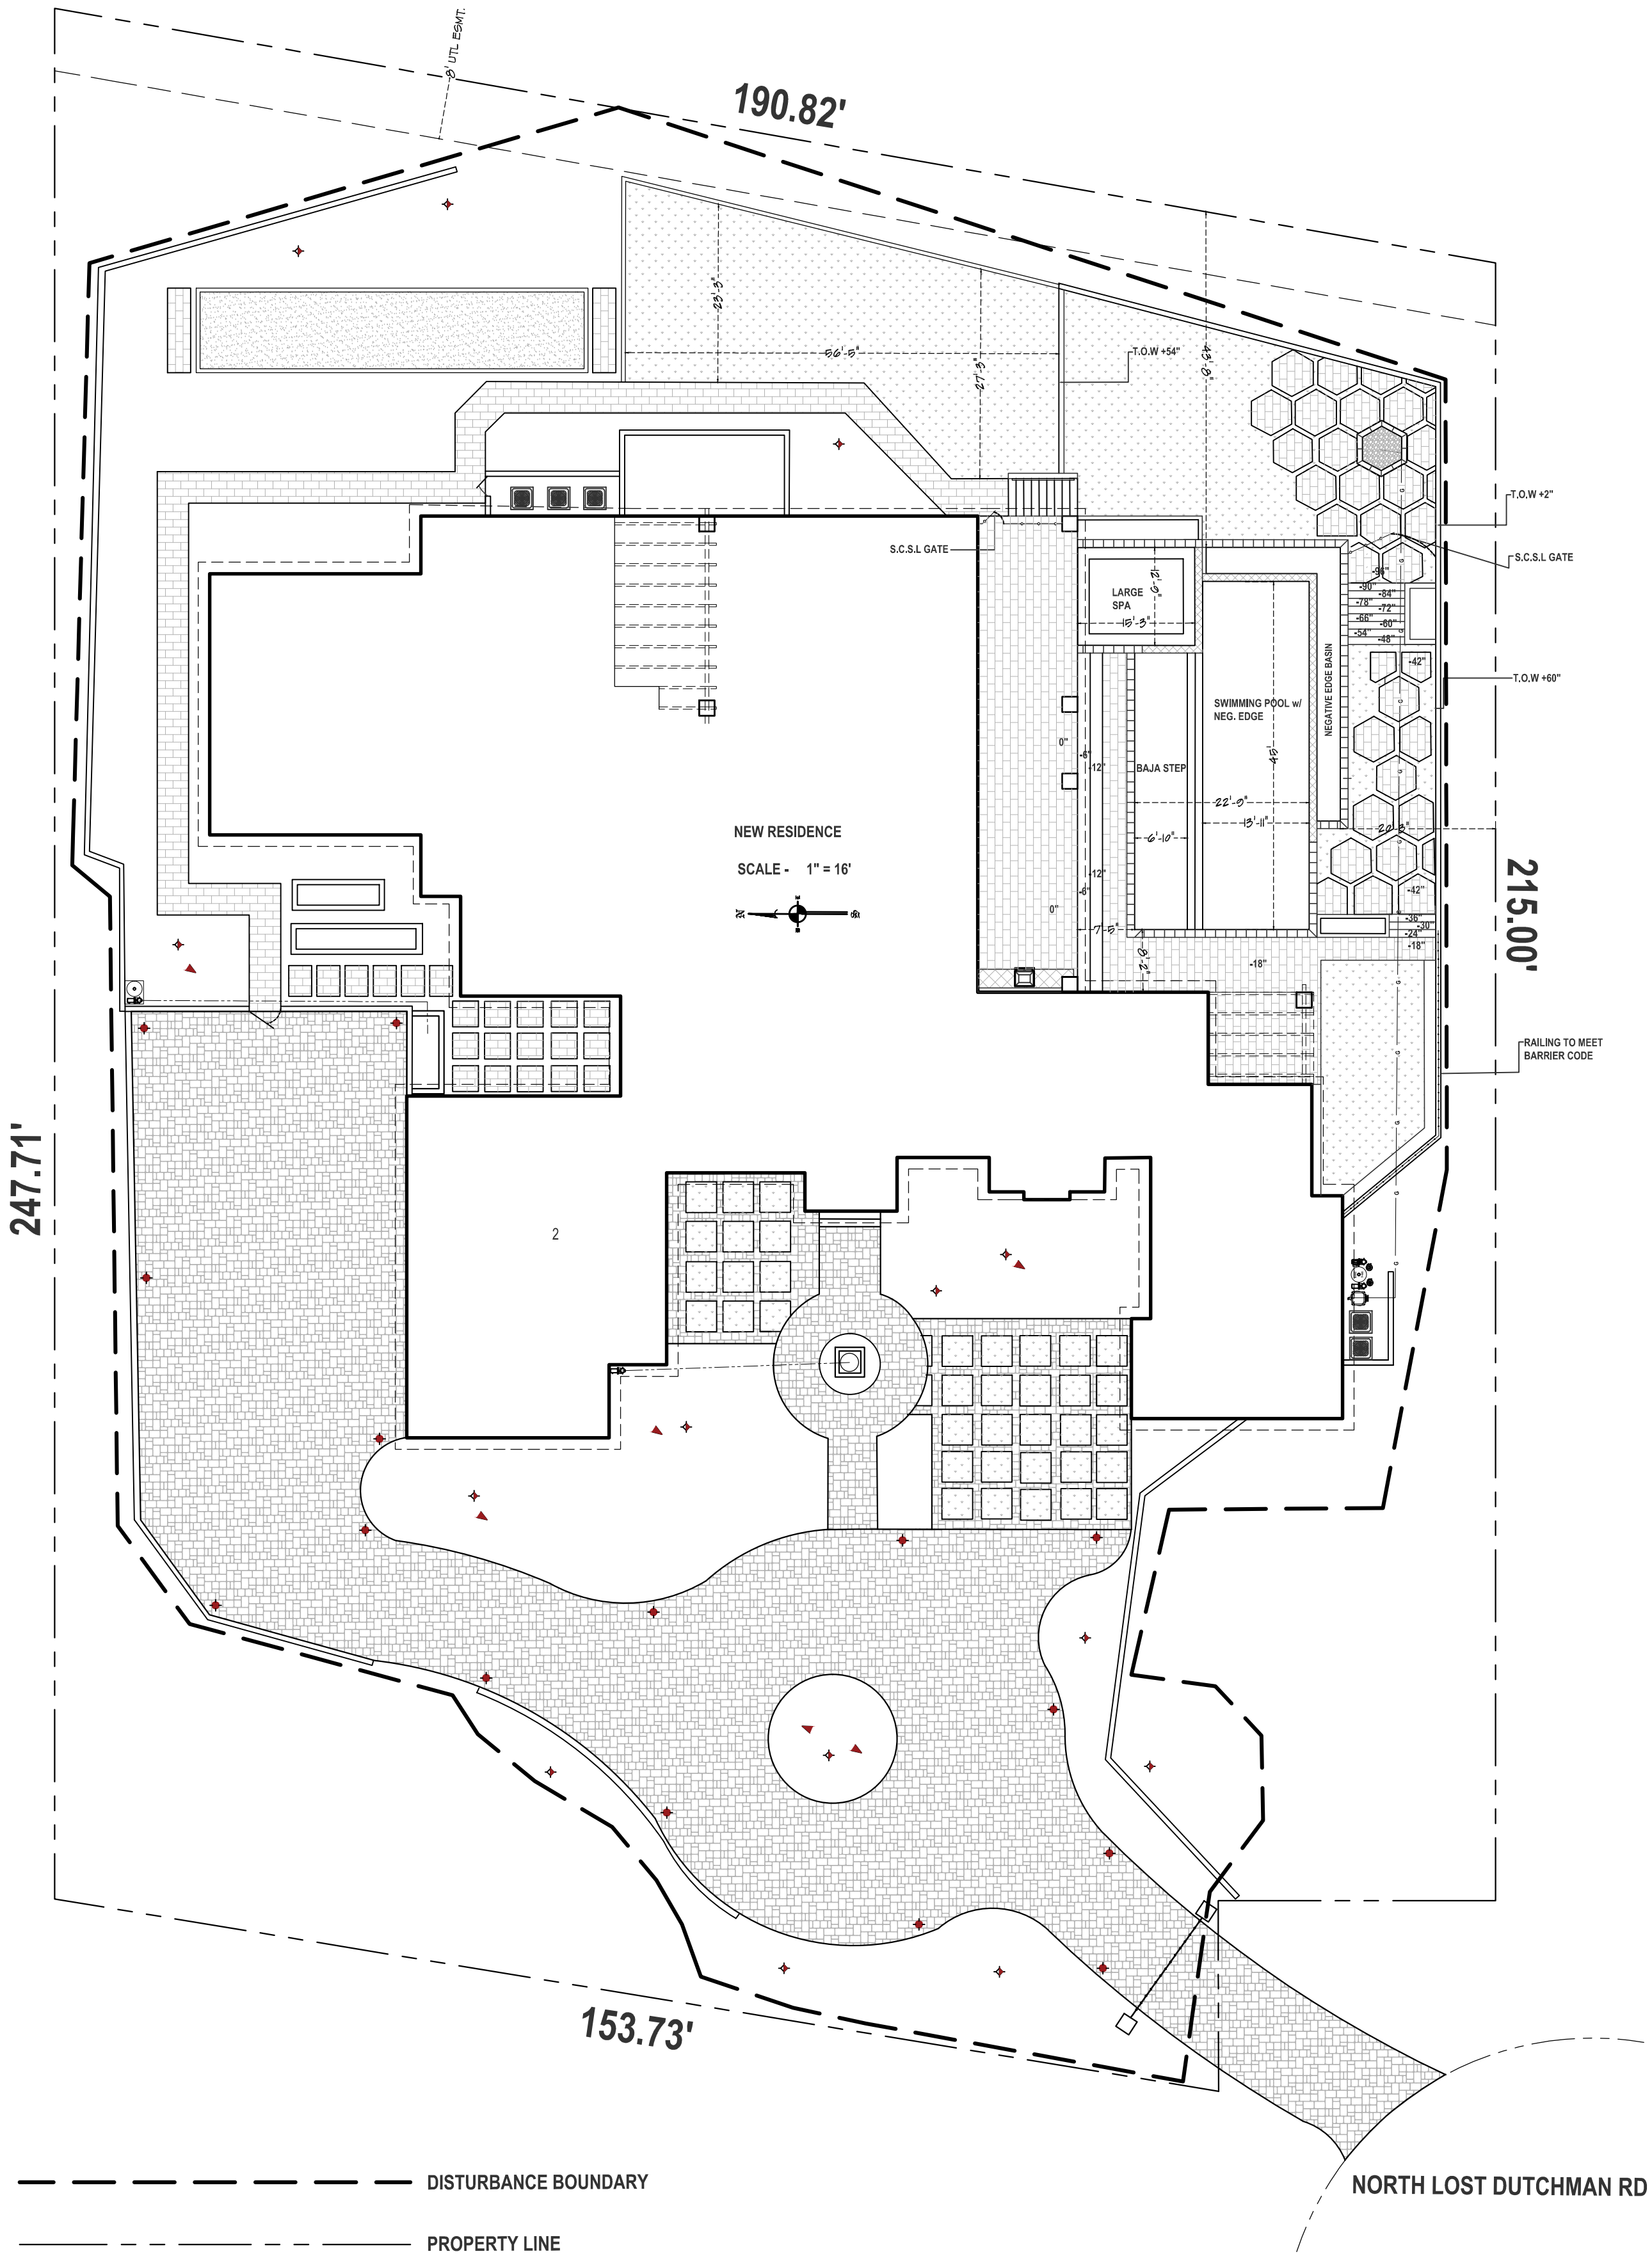 8' UTL ESMT.
190.82'
23'-3"
56'-5"
27'-3"
T.O.W +54"
43'-8"
T.O.W +2"
S.C.S.L GATE
S.C.S.L GATE
-96"
-90"
-84"
-78"
-72"
-66"
-60"
-54"
-48"
LARGE
SPA
12'-6"
15'-3"
-42"
T.O.W +60"
SWIMMING POOL w/
NEG. EDGE
NEGATIVE EDGE BASIN
45'
0"
-6"
-12"
BAJA STEP
22'-9"
13'-11"
6'-10"
20'-3"
NEW RESIDENCE
SCALE - 1" = 16'
N
-12"
-6"
0"
-42"
-36"
-30"
-24"
-18"
7'-5"
8'-2"
-18"
215.00'
RAILING TO MEET
BARRIER CODE
G
G
G
G
G
G
G
G
G
G
247.71'
2
153.73'
DISTURBANCE BOUNDARY
NORTH LOST DUTCHMAN RD
PROPERTY LINE